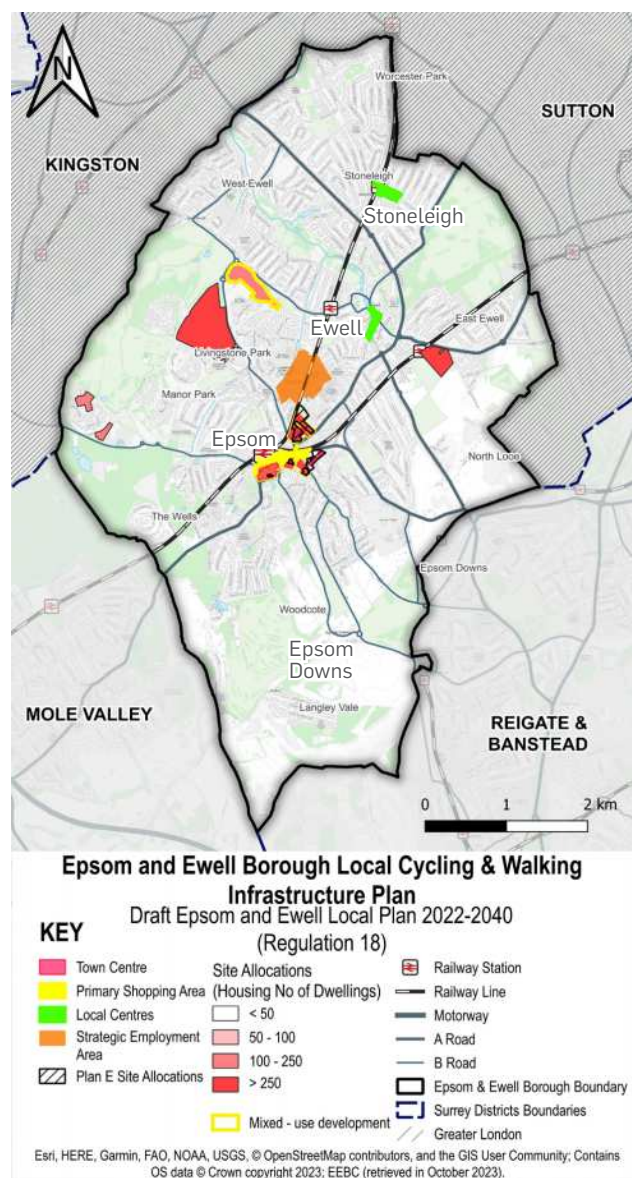 N
Worcester Park
SUTTON
KINGSTON
Stoneleigh
West Ewell
Stoneleigh
Ewell
East Ewell
Livingstone Park
Manor Park
Epsom
North Looe
The Wells
Epsom Downs
Woodcote
Epsom
Downs
Langley Vale
MOLE VALLEY
REIGATE &
BANSTEAD
0 1 2 km
Epsom and Ewell Borough Local Cycling & Walking
Infrastructure Plan
Draft Epsom and Ewell Local Plan 2022-2040
(Regulation 18)
KEY
Town Centre
Primary Shopping Area
Local Centres
Strategic Employment
Area
Plan E Site Allocations
Site Allocations
(Housing No of Dwellings)
< 50
50 - 100
100 - 250
> 250
Mixed - use development
Railway Station
Railway Line
Motorway
A Road
B Road
Epsom & Ewell Borough Boundary
Surrey Districts Boundaries
Greater London
Esri, HERE, Garmin, FAO, NOAA, USGS, © OpenStreetMap contributors, and the GIS User Community; Contains
OS data © Crown copyright 2023; EEBC (retrieved in October 2023).